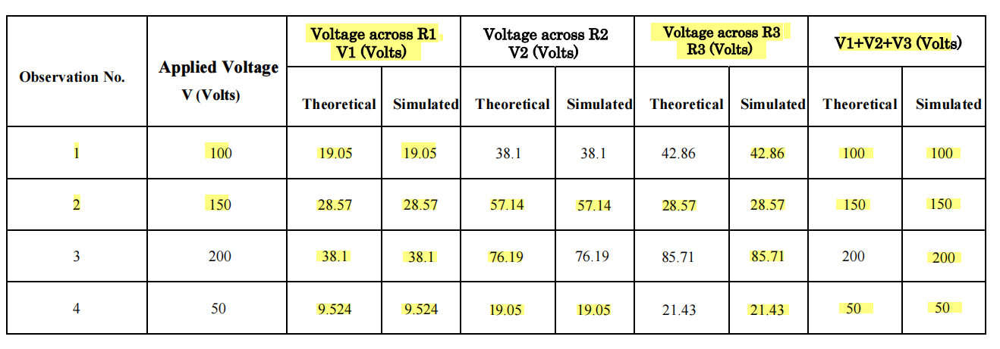 Observation No.
Applied Voltage
V (Volts)
Voltage across R1
V1 (Volts)
Voltage across R2
V2 (Volts)
Voltage across R3
R3 (Volts)
V1+V2+V3 (Volts)
Theoretical Simulated Theoretical Simulated Theoretical Simulated Theoretical Simulated
1 100 19.05 19.05 38.1 38.1 42.86 42.86 100 100
2 150 28.57 28.57 57.14 57.14 28.57 28.57 150 150
3 200 38.1 38.1 76.19 76.19 85.71 85.71 200 200
4 50 9.524 9.524 19.05 19.05 21.43 21.43 50 50